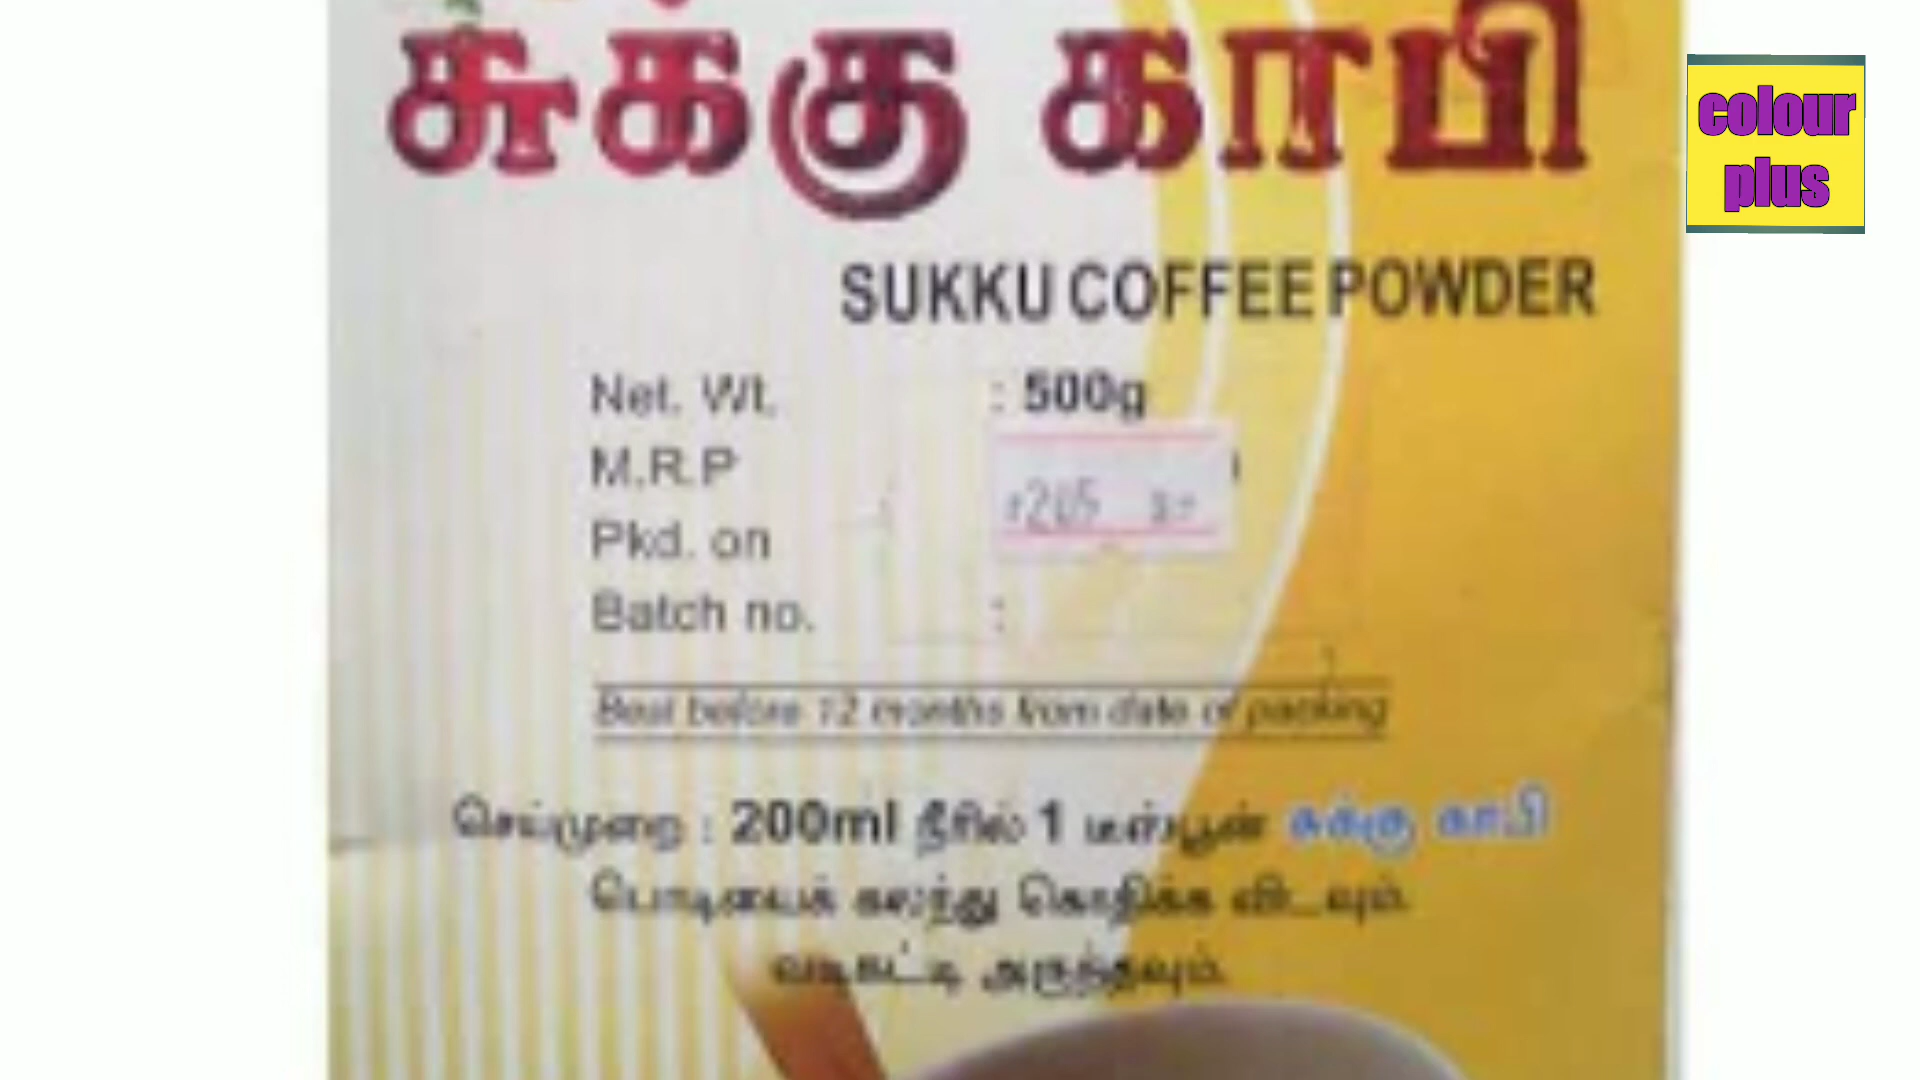 சுக்கு காபி
colour
plus
SUKKU COFFEE POWDER
Net. Wt. : 500g
M.R.P
₹205
Pkd. on
Batch no. :
Best before 12 months from date of packing
செய்முறை : 200ml நீரில் 1 டீஸ்பூன் சுக்கு காபி
பொடியைக் கலந்து கொதிக்க விடவும்.
வடிகட்டி அருந்தவும்.